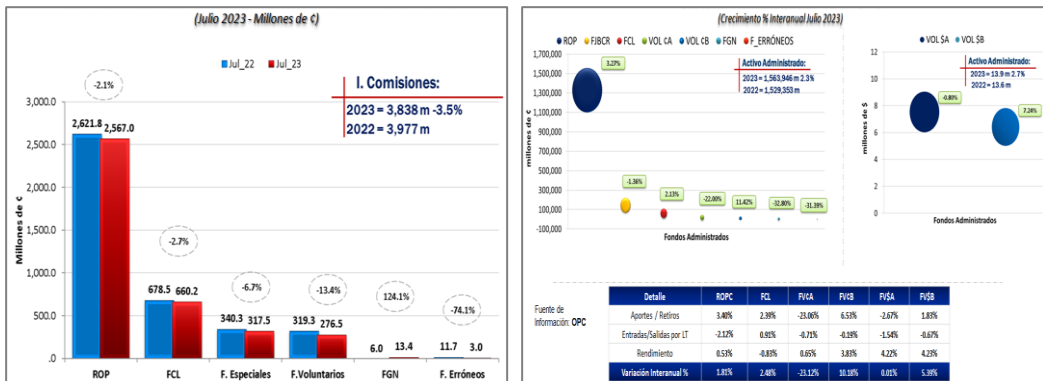 (Julio 2023 - Millones de ¢)
Jul_22 Jul_23
I. Comisiones:
2023 = 3,838 m -3.5%
2022 = 3,977 m
Millones de ¢
3,000.0
2,500.0
2,000.0
1,500.0
1,000.0
500.0
.0
-2.1%
2,621.8 2,567.0
-2.7%
678.5 660.2
-6.7%
340.3 317.5
-13.4%
319.3 276.5
124.1%
6.0 13.4
-74.1%
11.7 3.0
ROP FCL F. Especiales F.Voluntarios FGN F. Erróneos
(Crecimiento % Interanual Julio 2023)
ROP FJBCR FCL VOL ¢A VOL ¢B FGN F_ERRÓNEOS
Activo Administrado:
2023 = 1,563,946 m 2.3%
2022 = 1,529,353 m
millones de ¢
1,700,000
1,500,000
1,300,000
1,100,000
900,000
700,000
500,000
300,000
100,000
-100,000
3.23%
-1.36%
2.13%
-22.00%
11.42%
-32.80%
-31.39%
Fondos Administrados
VOL $A VOL $B
Activo Administrado:
2023 = 13.9 m 2.7%
2022 = 13.6 m
millones de $
12
10
8
6
4
2
0
-0.80%
7.24%
Fondos Administrados
Fuente de
Información: OPC
Detalle ROPC FCL FV¢A FV¢B FV$A FV$B
Aportes / Retiros 3.40% 2.39% -23.06% 6.53% -2.67% 1.83%
Entradas/Salidas por LT -2.12% 0.91% -0.71% -0.19% -1.54% -0.67%
Rendimiento 0.53% -0.83% 0.65% 3.83% 4.22% 4.23%
Variación Interanual % 1.81% 2.48% -23.12% 10.18% 0.01% 5.39%